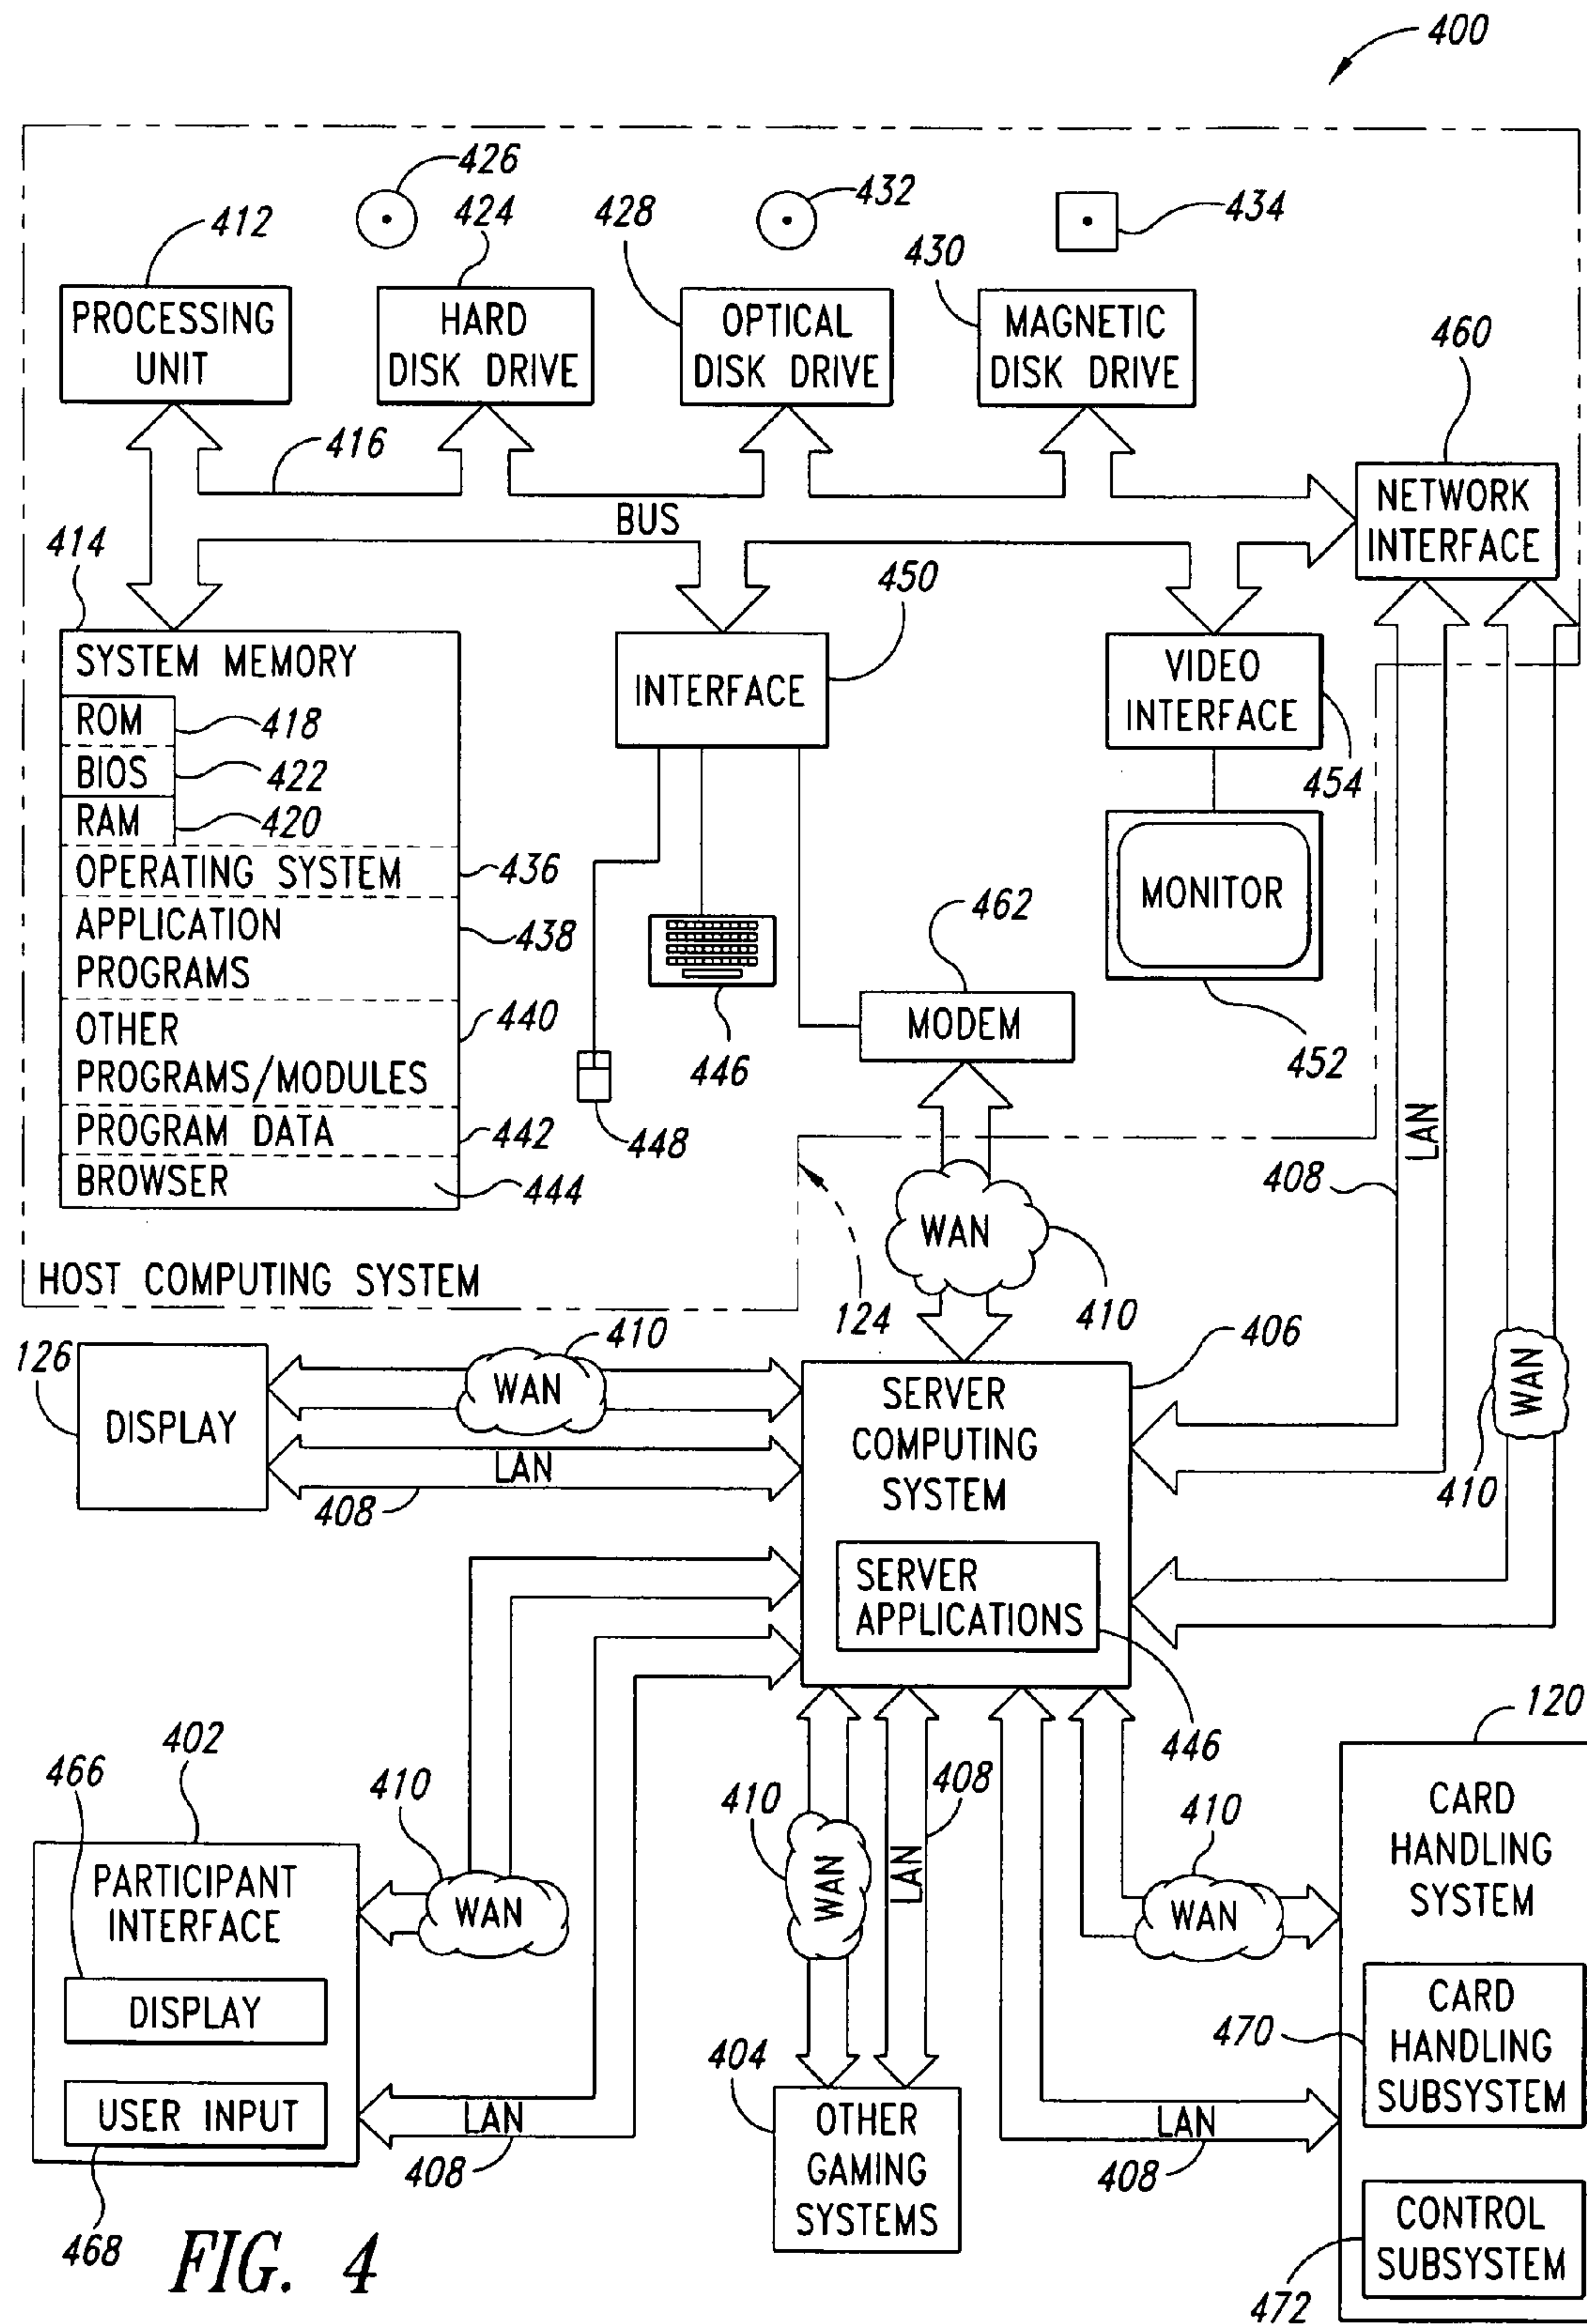 400
426
432
434
412
424
428
430
460
PROCESSING
UNIT
HARD
DISK DRIVE
OPTICAL
DISK DRIVE
MAGNETIC
DISK DRIVE
NETWORK
INTERFACE
416
BUS
414
450
SYSTEM MEMORY
ROM
418
BIOS
422
RAM
420
OPERATING SYSTEM
436
APPLICATION
PROGRAMS
438
OTHER
PROGRAMS/MODULES
440
PROGRAM DATA
442
BROWSER
444
INTERFACE
VIDEO
INTERFACE
454
MONITOR
452
462
MODEM
446
448
HOST COMPUTING SYSTEM
124
WAN
410
LAN
408
WAN
410
126
DISPLAY
WAN
410
LAN
408
406
SERVER
COMPUTING
SYSTEM
SERVER
APPLICATIONS
446
402
466
PARTICIPANT
INTERFACE
DISPLAY
USER INPUT
468
410
WAN
LAN
408
410
WAN
LAN
408
404
OTHER
GAMING
SYSTEMS
410
WAN
LAN
408
120
CARD
HANDLING
SYSTEM
470
CARD
HANDLING
SUBSYSTEM
CONTROL
SUBSYSTEM
472
FIG. 4